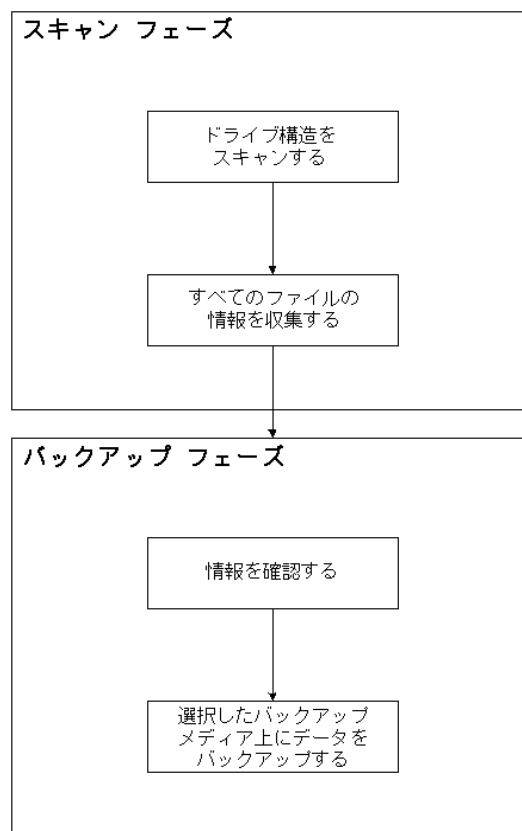 スキャン フェーズ
ドライブ構造を
スキャンする
すべてのファイルの
情報を収集する
バックアップ フェーズ
情報を確認する
選択したバックアップ
メディア上にデータを
バックアップする